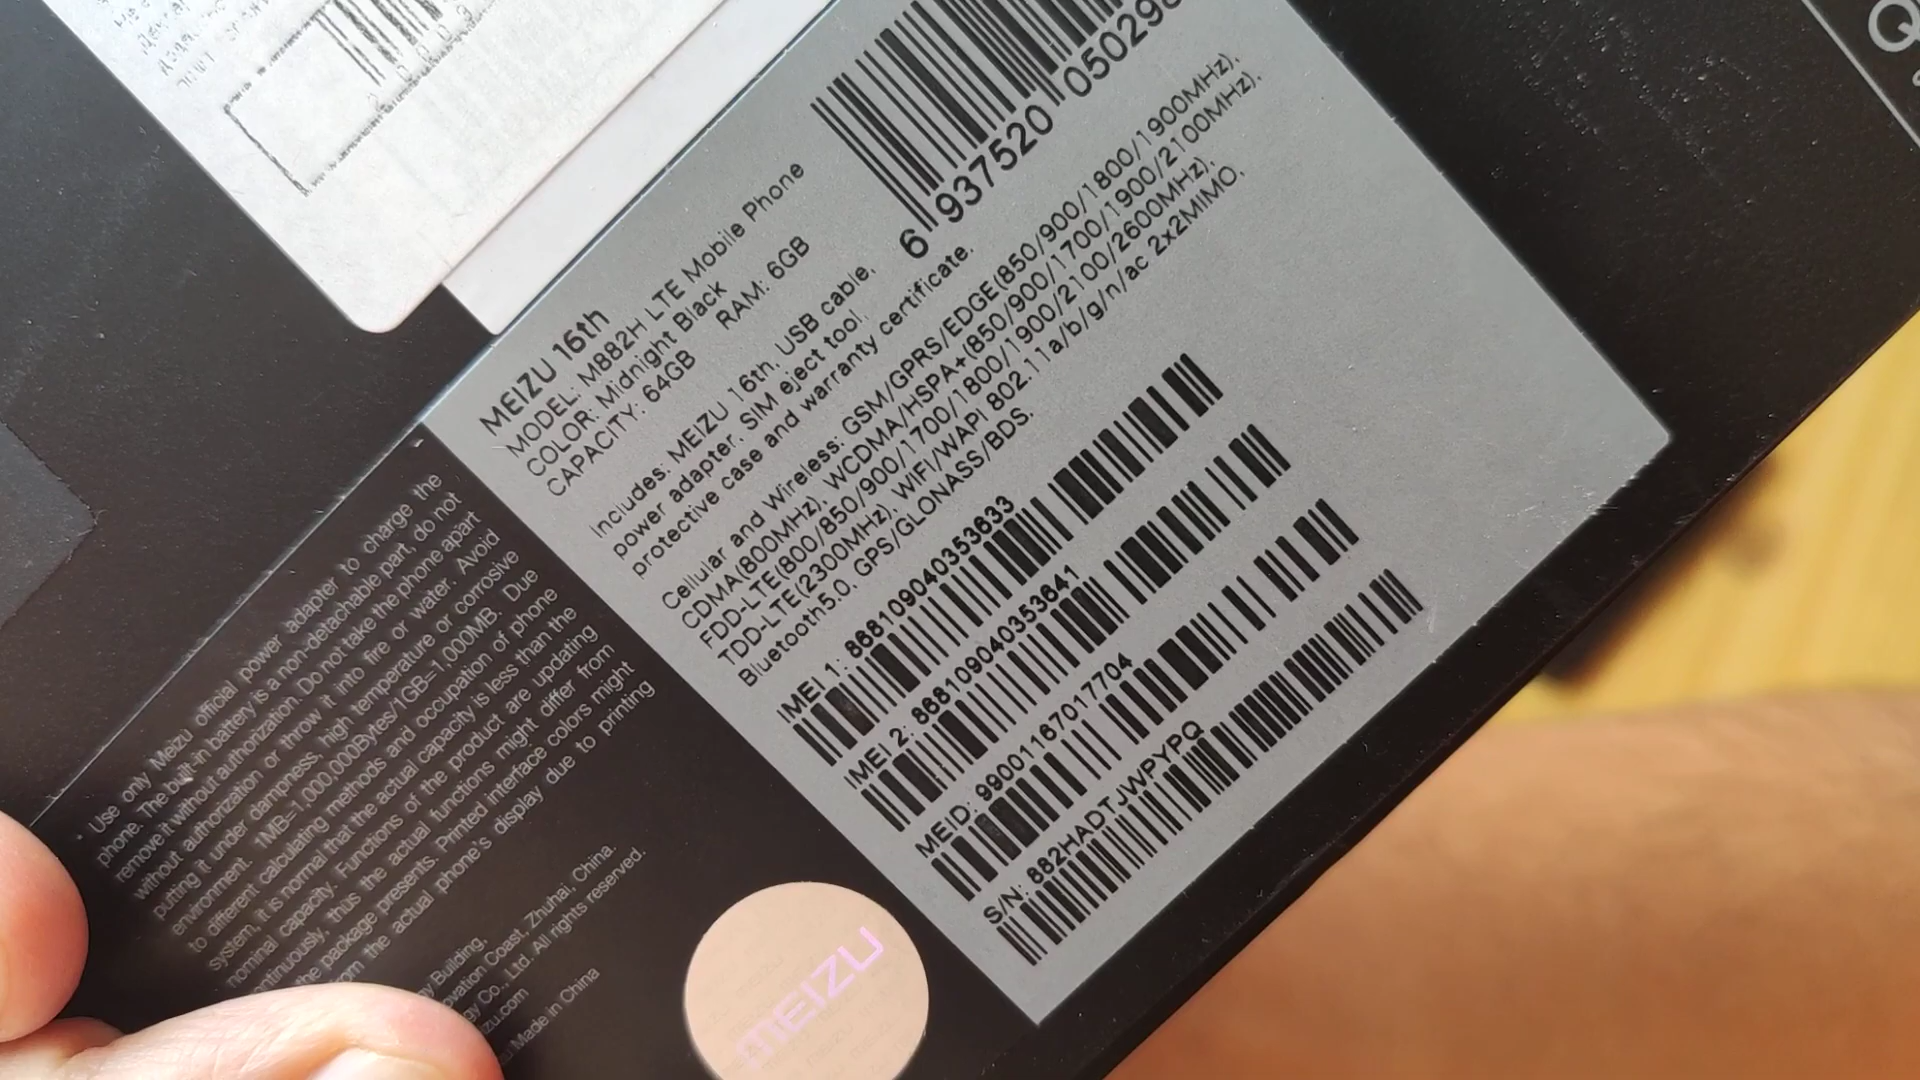 MEIZU 16th
MODEL: M882H LTE Mobile Phone
COLOR: Midnight Black
CAPACITY: 64GB RAM: 6GB
6 937520 050298
Includes: MEIZU 16th, USB cable,
power adapter, SIM eject tool,
protective case and warranty certificate.
Cellular and Wireless: GSM/GPRS/EDGE(850/900/1800/1900MHz),
CDMA(800MHz), WCDMA/HSPA+(850/900/1700/1900/2100MHz),
FDD-LTE(800/850/900/1700/1800/1900/2100/2600MHz),
TDD-LTE(2300MHz), WIFI/WAPI 802.11a/b/g/n/ac 2x2MIMO,
Bluetooth5.0, GPS/GLONASS/BDS.
IMEI 1: 868109040353633
IMEI 2: 868109040353641
MEID: 99001167017704
S/N: 882HADTJWPYPQ
· Use only Meizu official power adapter to charge the
phone. The built-in battery is a non-detachable part, do not
remove it without authorization. Do not take the phone apart
without authorization or throw it into fire or water. Avoid
putting it under dampness, high temperature or corrosive
environment. 1MB=1,000,000Bytes/1GB=1,000MB. Due
to different calculating methods and occupation of phone
system, it is normal that the actual capacity is less than the
nominal capacity. Functions of the product are updating
continuously, thus the actual functions might differ from
the package presents. Printed interface colors might
from the actual phone's display due to printing
Building,
Coast, Zhuhai, China.
Co., Ltd. All rights reserved.
Made in China
MEIZU